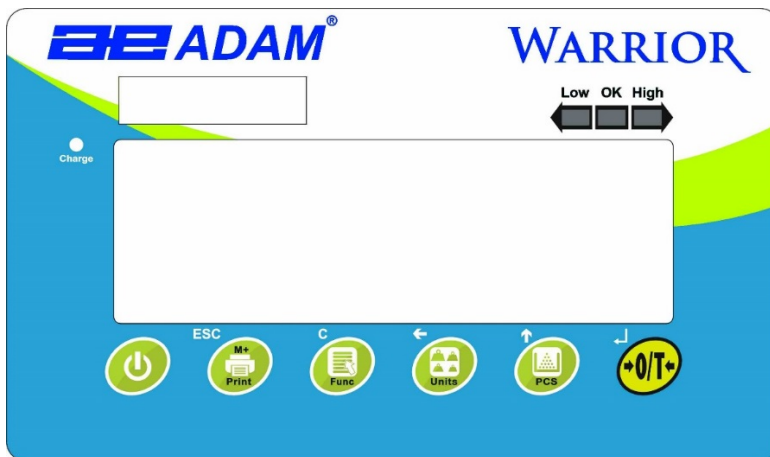 ae ADAM®
WARRIOR
Low OK High
Charge
ESC
C
M+
Print
Func
Units
PCS
0/T